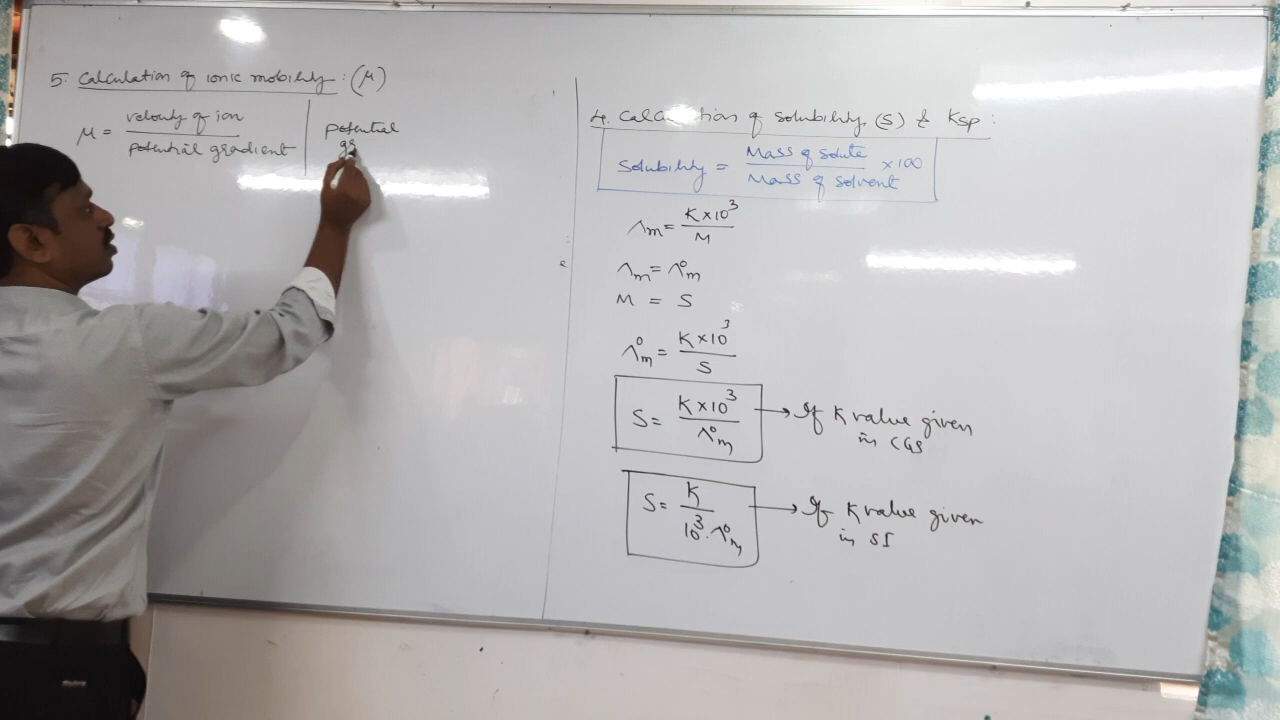 5. Calculation of ionic mobility : (μ)
μ = velocity of ion / potential gradient
potential
gr
4. Calculation of solubility (S) & Ksp :
Solubility = Mass of solute / Mass of solvent × 100
Λm = K×10³ / M
Λm = Λ°m
M = S
Λ°m = K×10³ / S
S = K×10³ / Λ°m → If K value given
in CGS
S = K / 10³.Λ°m → If K value given
in SI